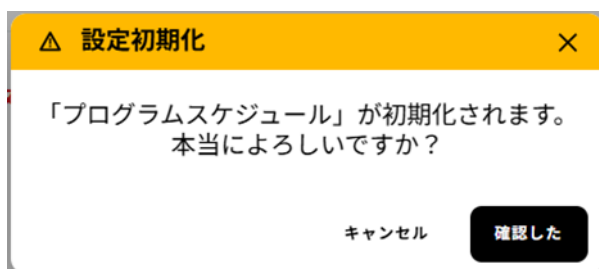 設定初期化
「プログラムスケジュール」が初期化されます。
本当によろしいですか？
キャンセル
確認した